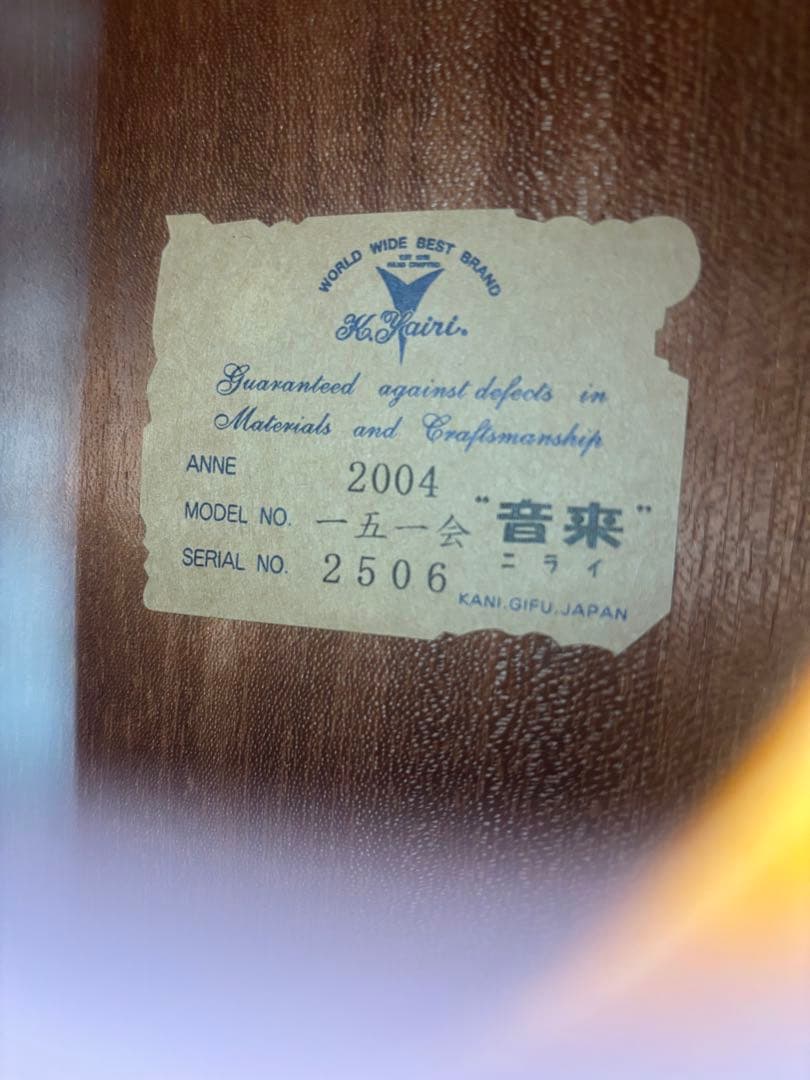 WORLD WIDE BEST BRAND
K.Yairi.
Guaranteed against defects in
Materials and Craftsmanship
ANNE 2004
MODEL NO. 一五一会 "音来"
ニライ
SERIAL NO. 2506
KANI.GIFU.JAPAN